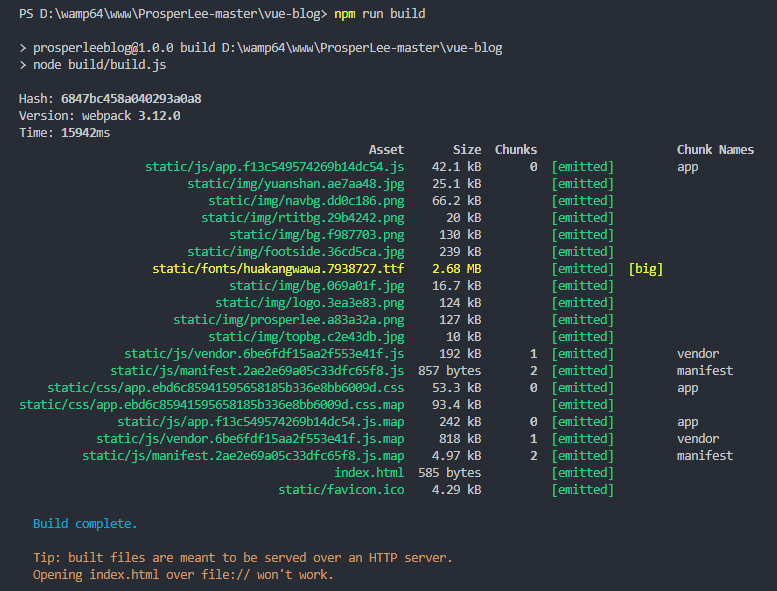 PS D:\wamp64\www\ProsperLee-master\vue-blog> npm run build
> prosperleeblog@1.0.0 build D:\wamp64\www\ProsperLee-master\vue-blog
> node build/build.js
Hash: 6847bc458a040293a0a8
Version: webpack 3.12.0
Time: 15942ms
Asset Size Chunks Chunk Names
static/js/app.f13c549574269b14dc54.js 42.1 kB 0 [emitted] app
static/img/yuanshan.ae7aa48.jpg 25.1 kB [emitted]
static/img/navbg.dd0c186.png 66.2 kB [emitted]
static/img/rtitbg.29b4242.png 20 kB [emitted]
static/img/bg.f987703.png 130 kB [emitted]
static/img/footside.36cd5ca.jpg 239 kB [emitted]
static/fonts/huakangwawa.7938727.ttf 2.68 MB [emitted] [big]
static/img/bg.069a01f.jpg 16.7 kB [emitted]
static/img/logo.3ea3e83.png 124 kB [emitted]
static/img/prosperlee.a83a32a.png 127 kB [emitted]
static/img/topbg.c2e43db.jpg 10 kB [emitted]
static/js/vendor.6be6fdf15aa2f553e41f.js 192 kB 1 [emitted] vendor
static/js/manifest.2ae2e69a05c33dfc65f8.js 857 bytes 2 [emitted] manifest
static/css/app.ebd6c85941595658185b336e8bb6009d.css 53.3 kB 0 [emitted] app
static/css/app.ebd6c85941595658185b336e8bb6009d.css.map 93.4 kB [emitted]
static/js/app.f13c549574269b14dc54.js.map 242 kB 0 [emitted] app
static/js/vendor.6be6fdf15aa2f553e41f.js.map 818 kB 1 [emitted] vendor
static/js/manifest.2ae2e69a05c33dfc65f8.js.map 4.97 kB 2 [emitted] manifest
index.html 585 bytes [emitted]
static/favicon.ico 4.29 kB [emitted]
Build complete.
Tip: built files are meant to be served over an HTTP server.
Opening index.html over file:// won't work.